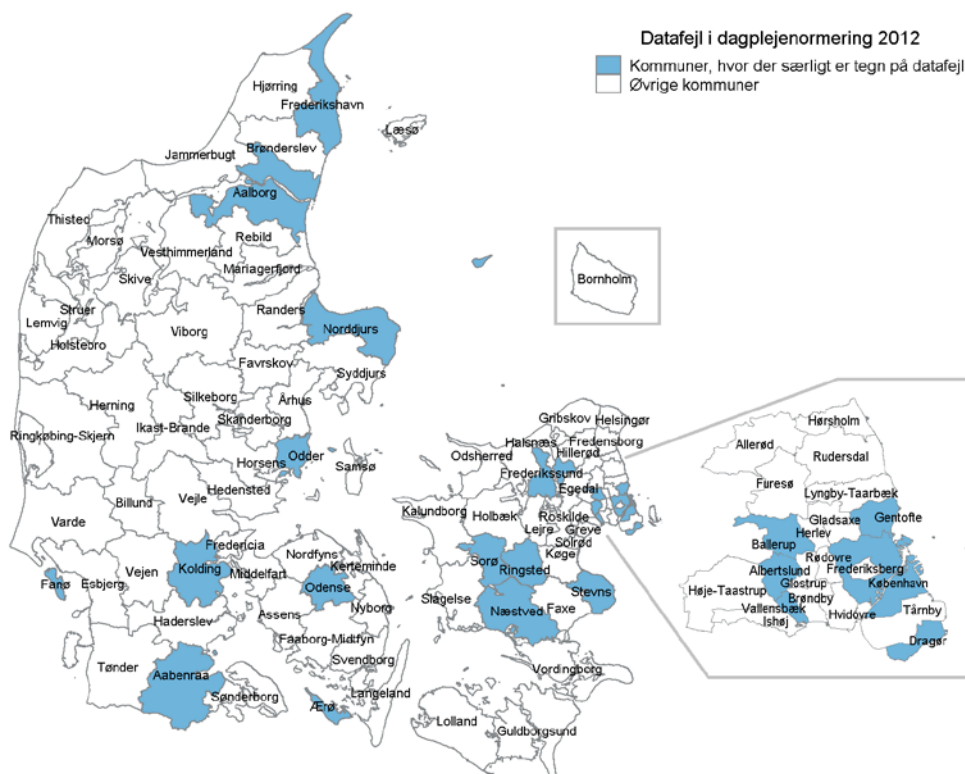 Datafejl i dagplejenormering 2012
Kommuner, hvor der særligt er tegn på datafejl
Øvrige kommuner
Hjørring
Frederikshavn
Læsø
Brønderslev
Jammerbugt
Aalborg
Thisted
Morsø
Vesthimmerland
Rebild
Mariagerfjord
Skive
Bornholm
Struer
Lemvig
Holstebro
Viborg
Randers
Norddjurs
Favrskov
Syddjurs
Silkeborg
Århus
Herning
Skanderborg
Ikast-Brande
Ringkøbing-Skjern
Horsens
Odder
Samsø
Hedensted
Billund
Vejle
Varde
Fredericia
Kolding
Middelfart
Nordfyns
Kerteminde
Fanø
Esbjerg
Vejen
Odense
Nyborg
Assens
Haderslev
Faaborg-Midtfyn
Svendborg
Tønder
Aabenraa
Sønderborg
Langeland
Ærø
Gribskov
Helsingør
Halsnæs
Fredensborg
Hillerød
Odsherred
Frederikssund
Egedal
Kalundborg
Holbæk
Roskilde
Lejre
Greve
Solrød
Køge
Sorø
Ringsted
Stevns
Slagelse
Næstved
Faxe
Vordingborg
Lolland
Guldborgsund
Hørsholm
Allerød
Rudersdal
Furesø
Lyngby-Taarbæk
Gladsaxe
Gentofte
Herlev
Ballerup
Rødovre
Albertslund
Frederiksberg
Glostrup
København
Høje-Taastrup
Brøndby
Vallensbæk
Hvidovre
Ishøj
Tårnby
Dragør